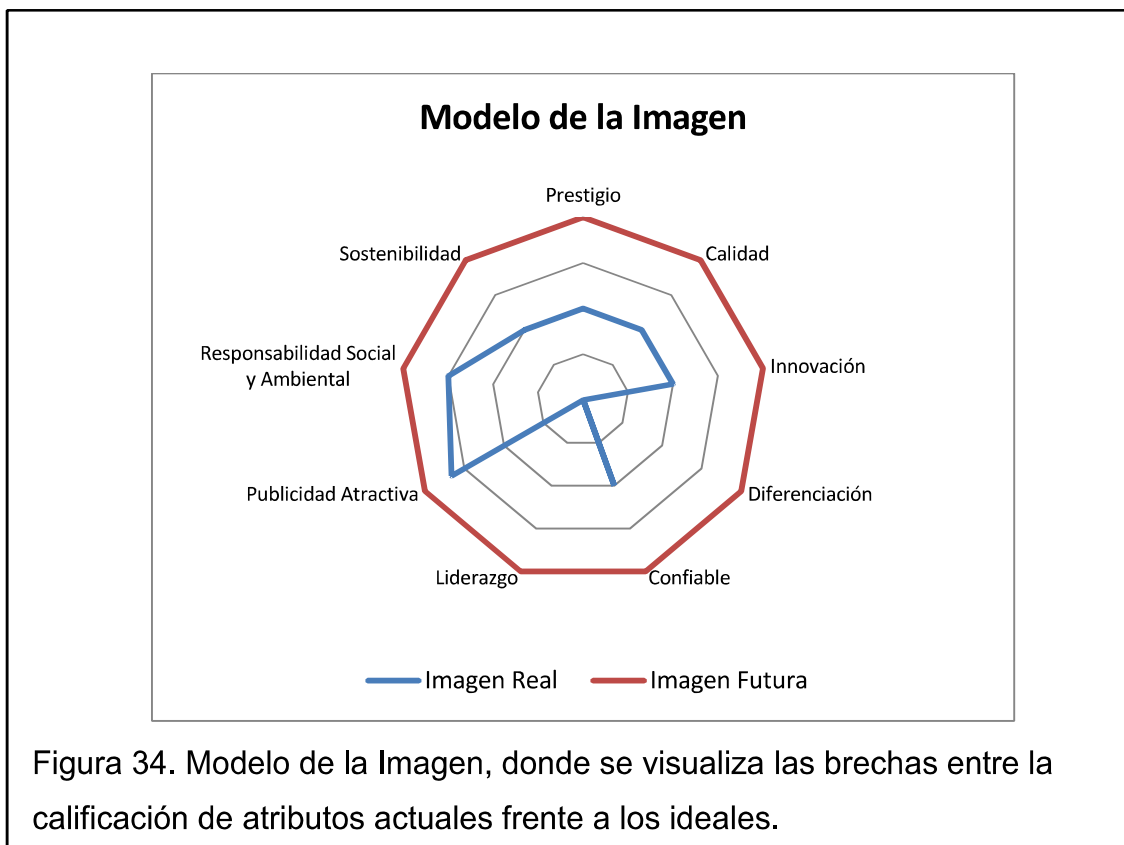 Modelo de la Imagen
Prestigio
Calidad
Innovación
Diferenciación
Confiable
Liderazgo
Publicidad Atractiva
Responsabilidad Social
y Ambiental
Sostenibilidad
Imagen Real
Imagen Futura
Figura 34. Modelo de la Imagen, donde se visualiza las brechas entre la
calificación de atributos actuales frente a los ideales.